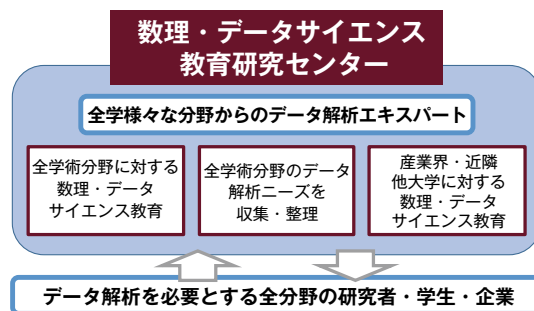 数理・データサイエンス
教育研究センター
全学様々な分野からのデータ解析エキスパート
全学術分野に対する
数理・データ
サイエンス教育
全学術分野のデータ
解析ニーズを
収集・整理
産業界・近隣
他大学に対する
数理・データ
サイエンス教育
データ解析を必要とする全分野の研究者・学生・企業